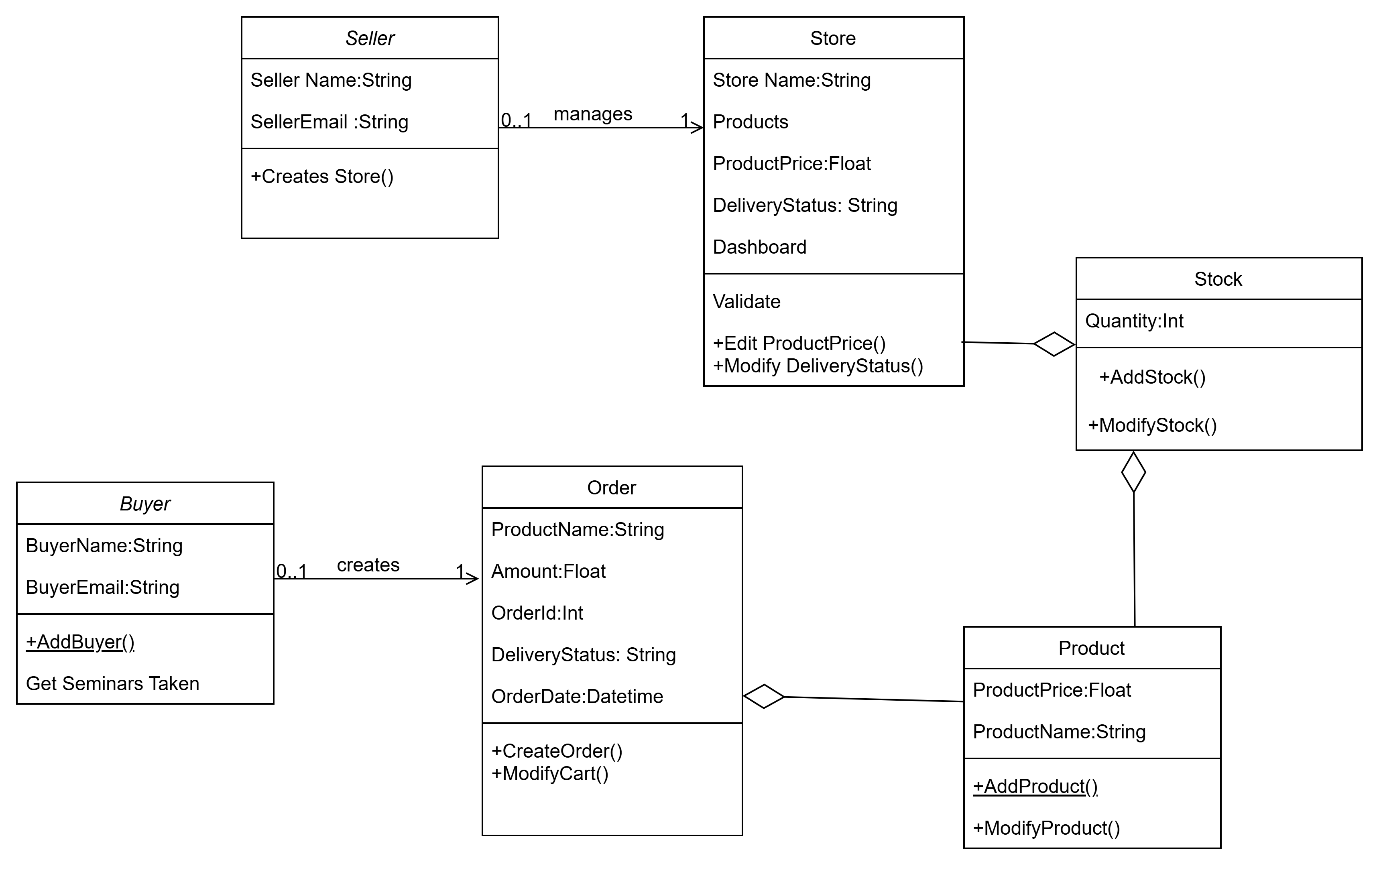 Seller
Seller Name:String
SellerEmail :String
+Creates Store()
0..1
manages
1
Store
Store Name:String
Products
ProductPrice:Float
DeliveryStatus: String
Dashboard
Validate
+Edit ProductPrice()
+Modify DeliveryStatus()
Stock
Quantity:Int
+AddStock()
+ModifyStock()
Buyer
BuyerName:String
BuyerEmail:String
+AddBuyer()
Get Seminars Taken
0..1
creates
1
Order
ProductName:String
Amount:Float
OrderId:Int
DeliveryStatus: String
OrderDate:Datetime
+CreateOrder()
+ModifyCart()
Product
ProductPrice:Float
ProductName:String
+AddProduct()
+ModifyProduct()